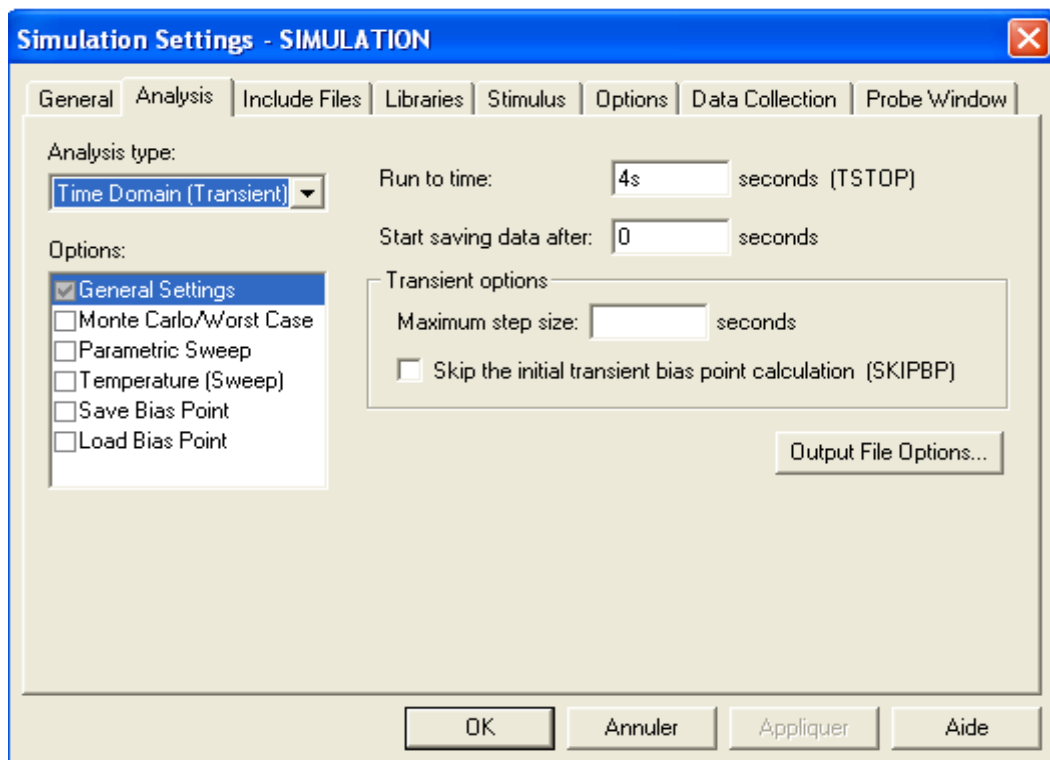 Simulation Settings - SIMULATION
General Analysis Include Files Libraries Stimulus Options Data Collection Probe Window
Analysis type:
Time Domain (Transient)
Options:
General Settings
Monte Carlo/Worst Case
Parametric Sweep
Temperature (Sweep)
Save Bias Point
Load Bias Point
Run to time: 4s seconds (TSTOP)
Start saving data after: 0 seconds
Transient options
Maximum step size: seconds
Skip the initial transient bias point calculation (SKIPBP)
Output File Options...
OK Annuler Appliquer Aide